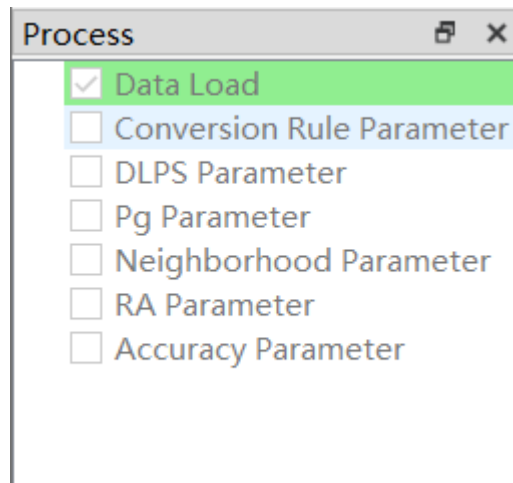 Process
Data Load
Conversion Rule Parameter
DLPS Parameter
Pg Parameter
Neighborhood Parameter
RA Parameter
Accuracy Parameter